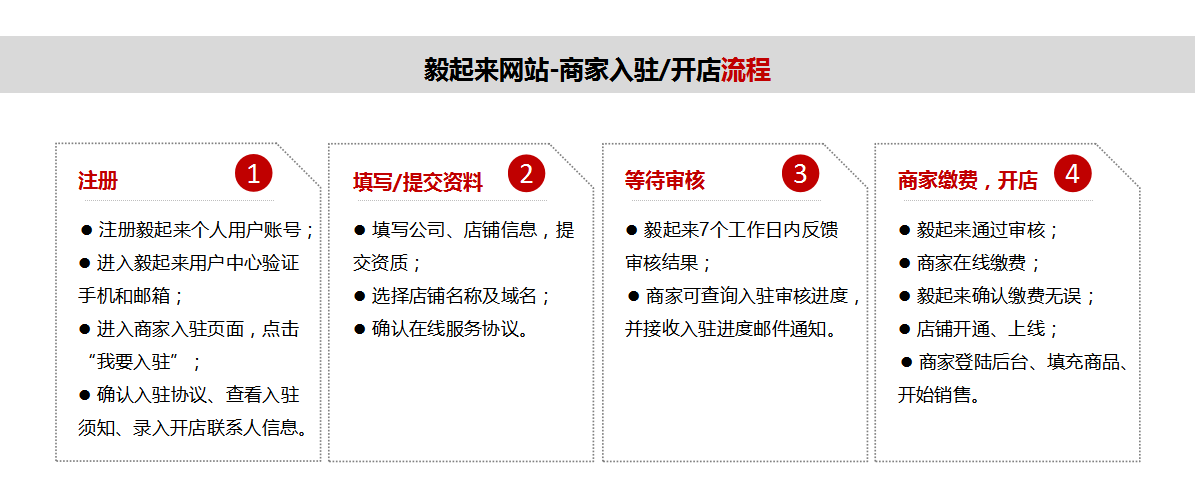 毅起来网站-商家入驻/开店流程
注册
1
● 注册毅起来个人用户账号；
● 进入毅起来用户中心验证
手机和邮箱；
● 进入商家入驻页面，点击
“我要入驻”；
● 确认入驻协议、查看入驻
须知、录入开店联系人信息。
填写/提交资料
2
● 填写公司、店铺信息，提
交资质；
● 选择店铺名称及域名；
● 确认在线服务协议。
等待审核
3
● 毅起来7个工作日内反馈
审核结果；
● 商家可查询入驻审核进度，
并接收入驻进度邮件通知。
商家缴费，开店
4
● 毅起来通过审核；
● 商家在线缴费；
● 毅起来确认缴费无误；
● 店铺开通、上线；
● 商家登陆后台、填充商品、
开始销售。